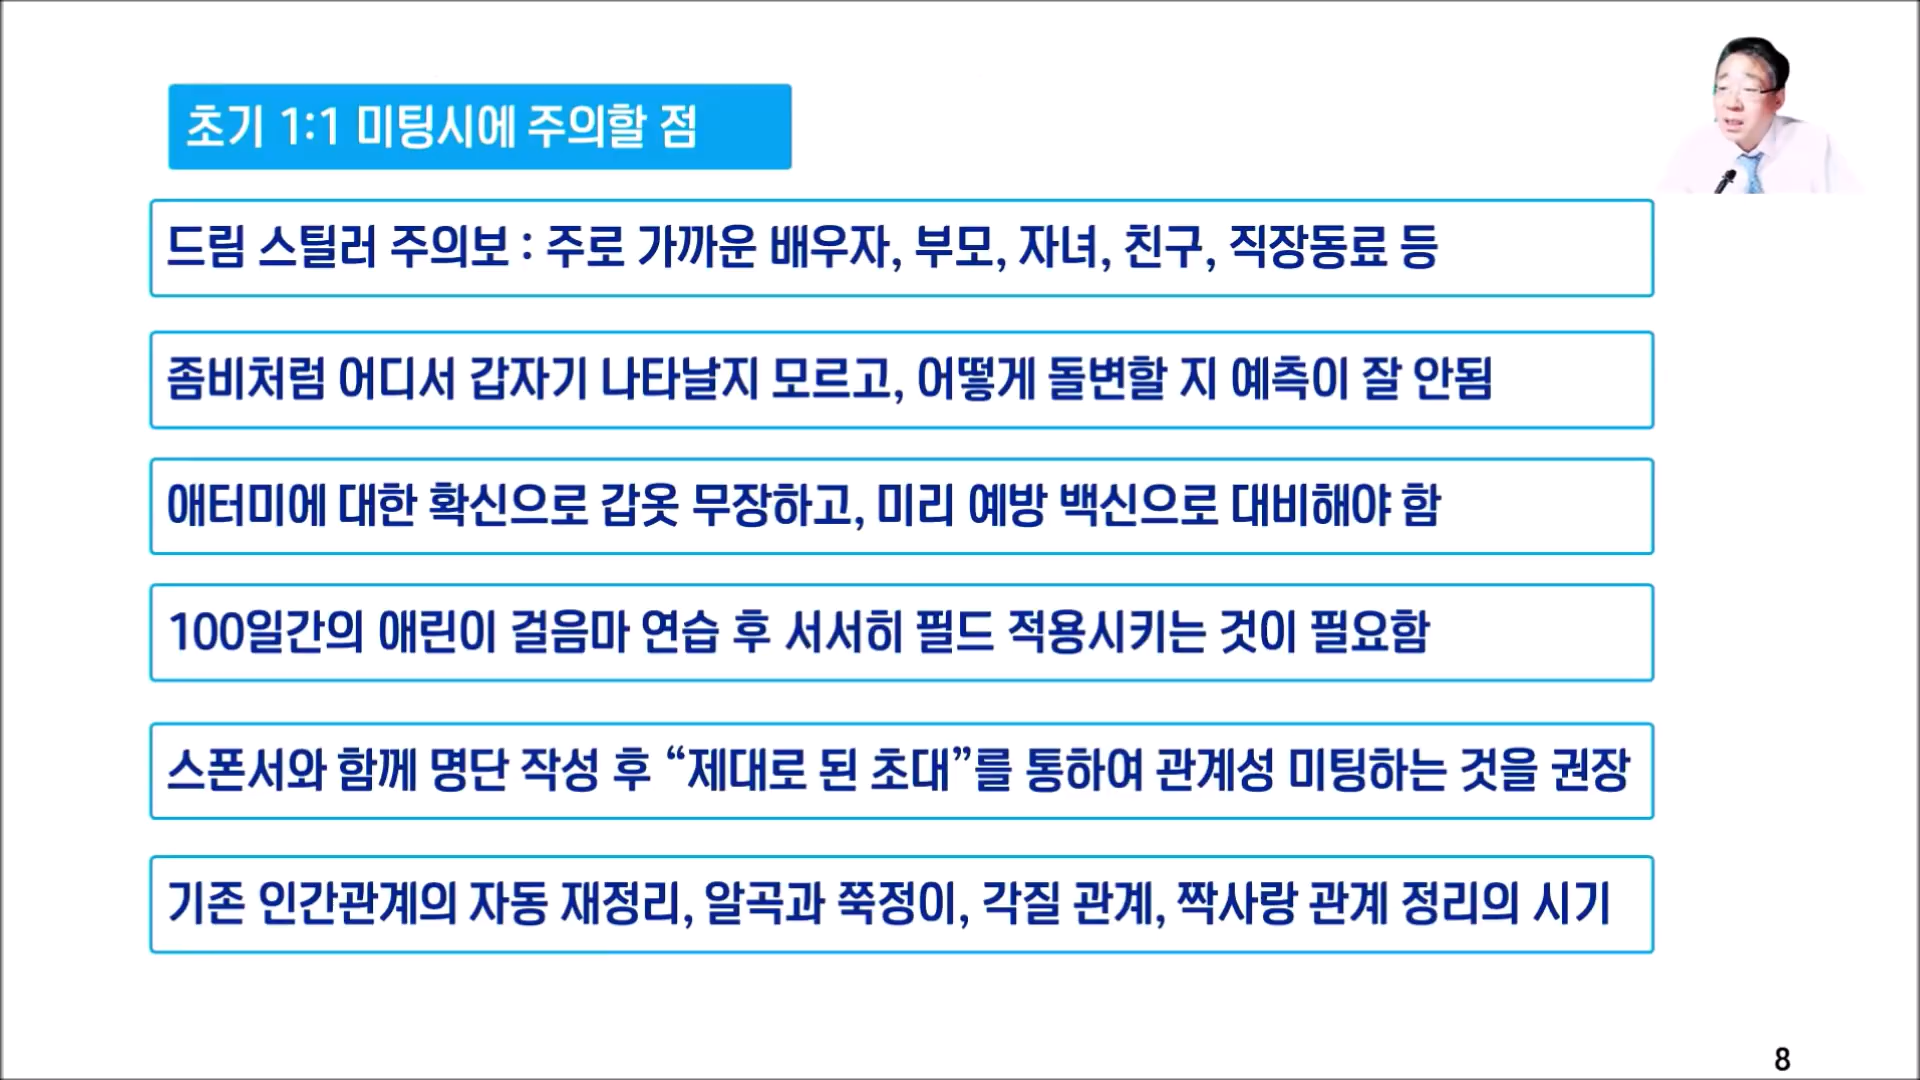 초기 1:1 미팅시에 주의할 점
드림 스틸러 주의보 : 주로 가까운 배우자, 부모, 자녀, 친구, 직장동료 등
좀비처럼 어디서 갑자기 나타날지 모르고, 어떻게 돌변할 지 예측이 잘 안됨
애터미에 대한 확신으로 갑옷 무장하고, 미리 예방 백신으로 대비해야 함
100일간의 애린이 걸음마 연습 후 서서히 필드 적용시키는 것이 필요함
스폰서와 함께 명단 작성 후 “제대로 된 초대”를 통하여 관계성 미팅하는 것을 권장
기존 인간관계의 자동 재정리, 알곡과 쭉정이, 각질 관계, 짝사랑 관계 정리의 시기
8